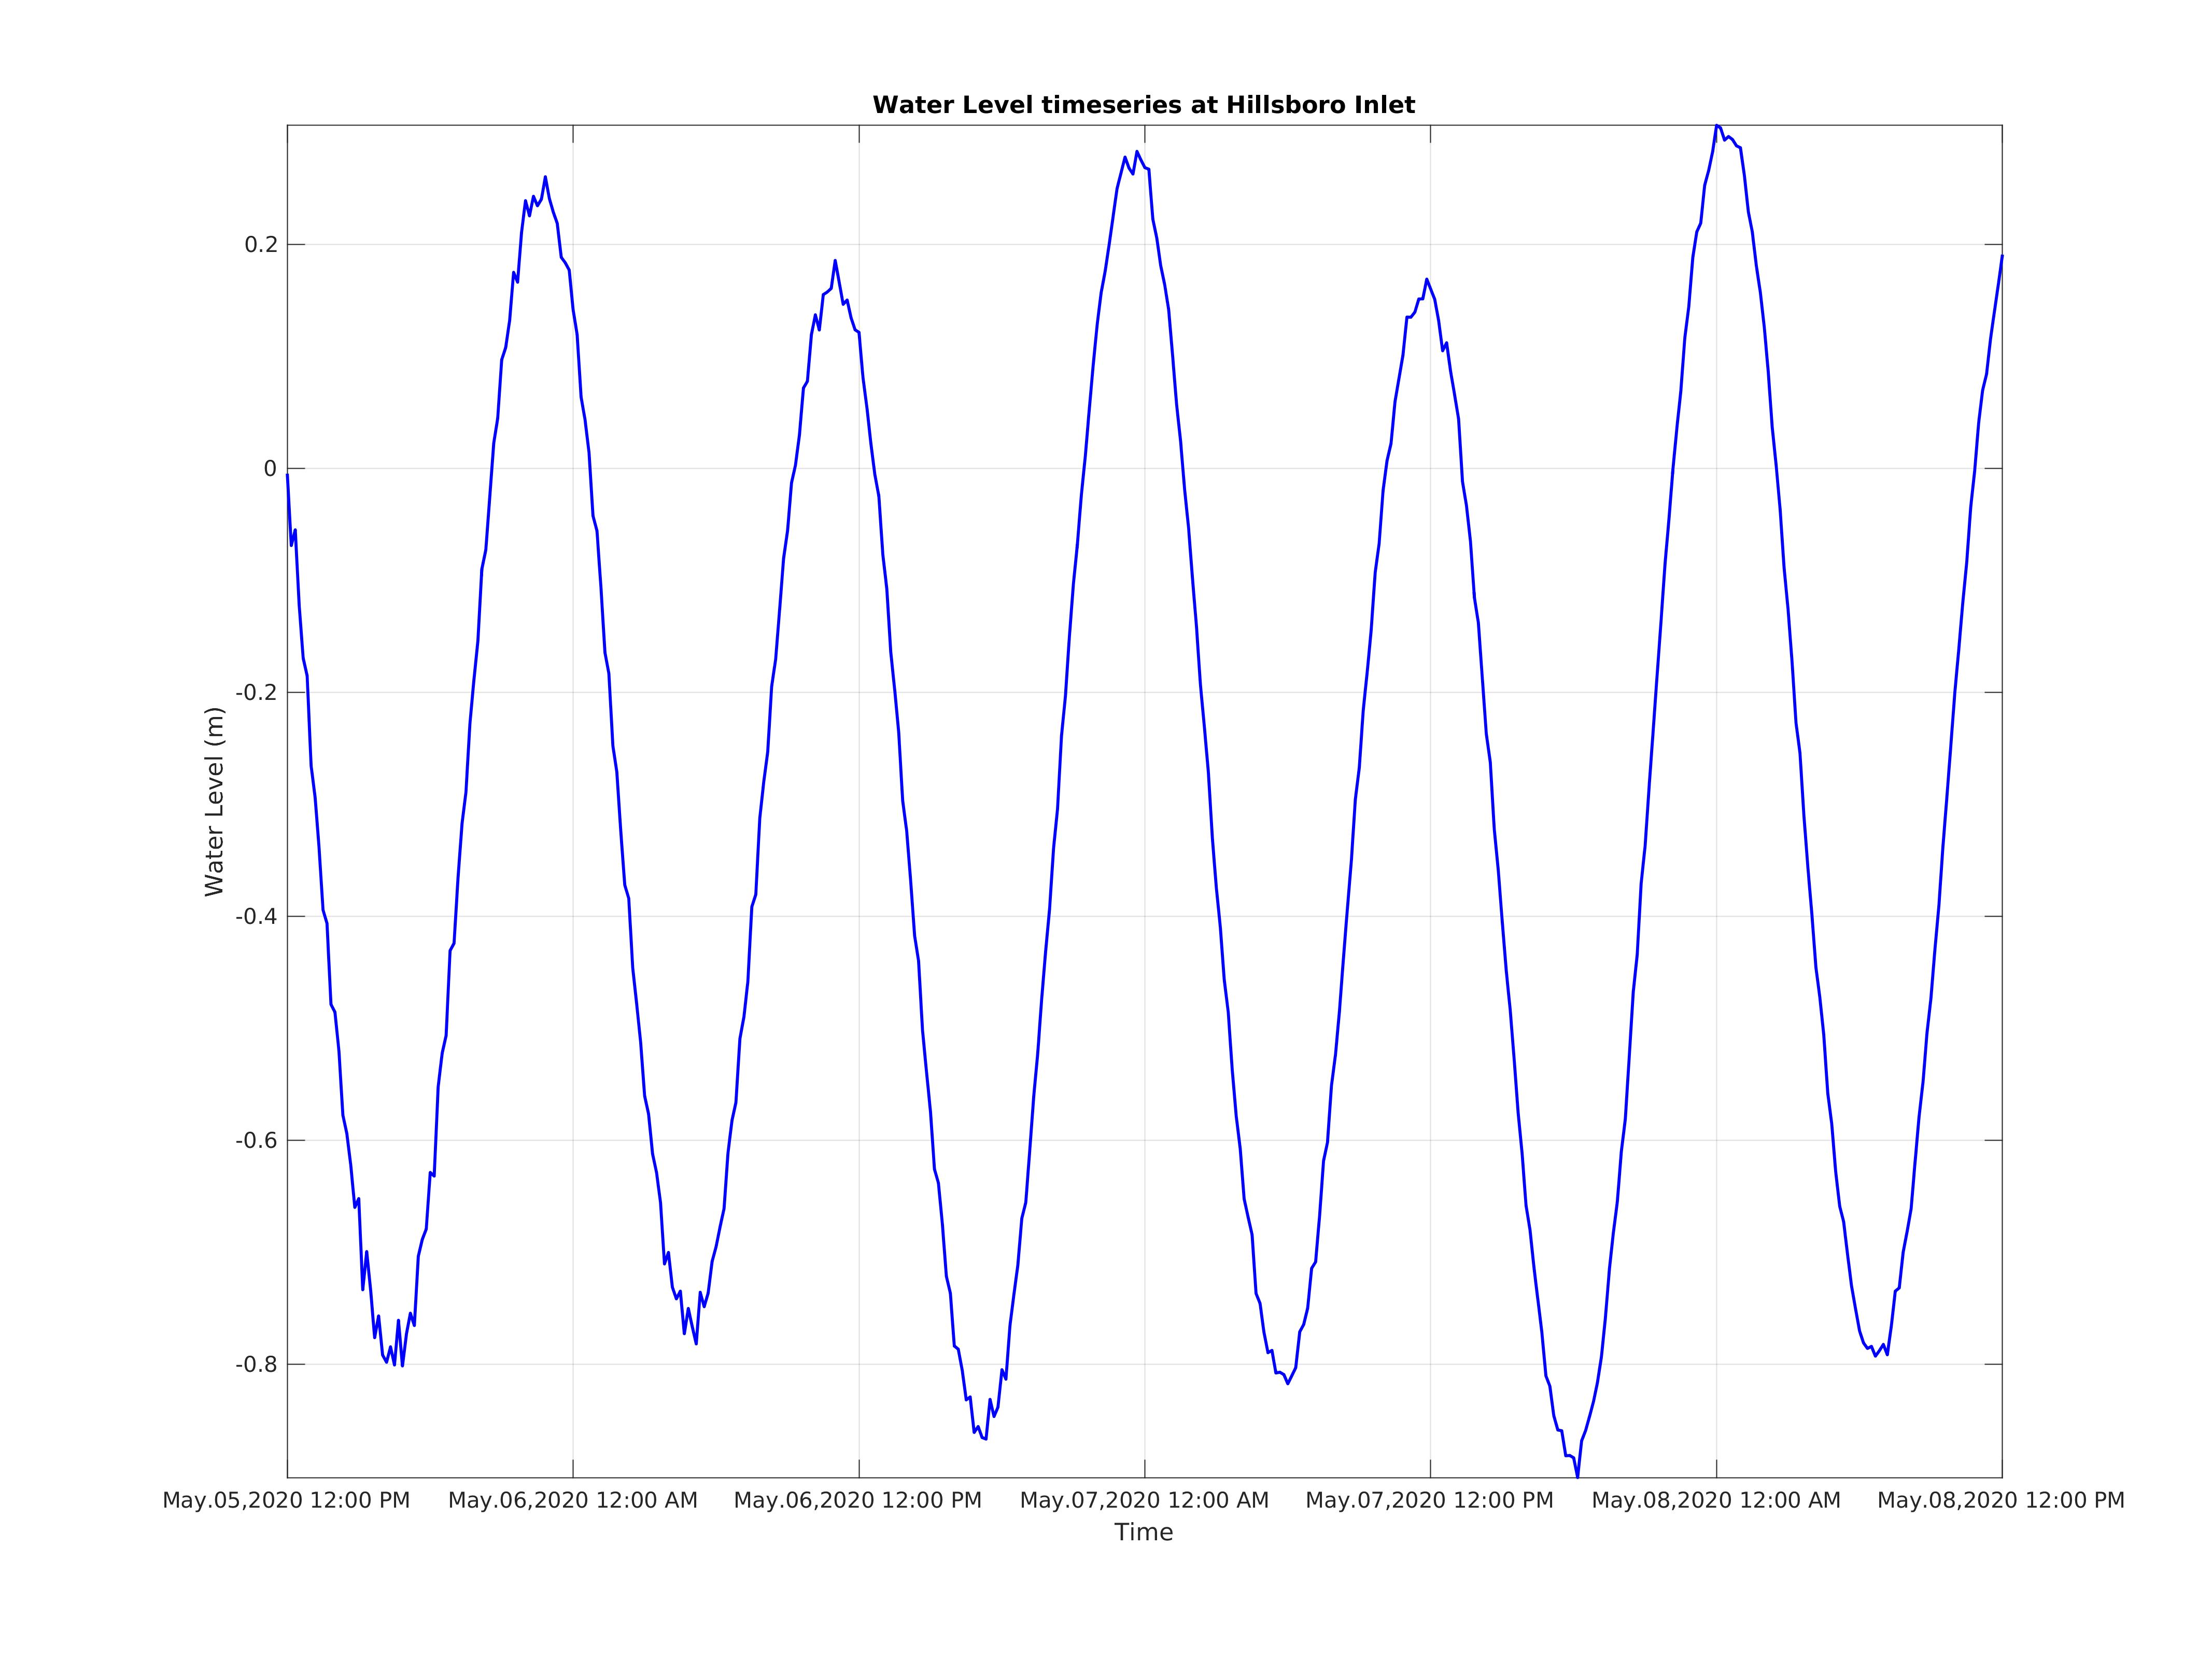 Water Level timeseries at Hillsboro Inlet
0.2
0
-0.2
-0.4
-0.6
-0.8
Water Level (m)
May.05,2020 12:00 PM
May.06,2020 12:00 AM
May.06,2020 12:00 PM
May.07,2020 12:00 AM
May.07,2020 12:00 PM
May.08,2020 12:00 AM
May.08,2020 12:00 PM
Time